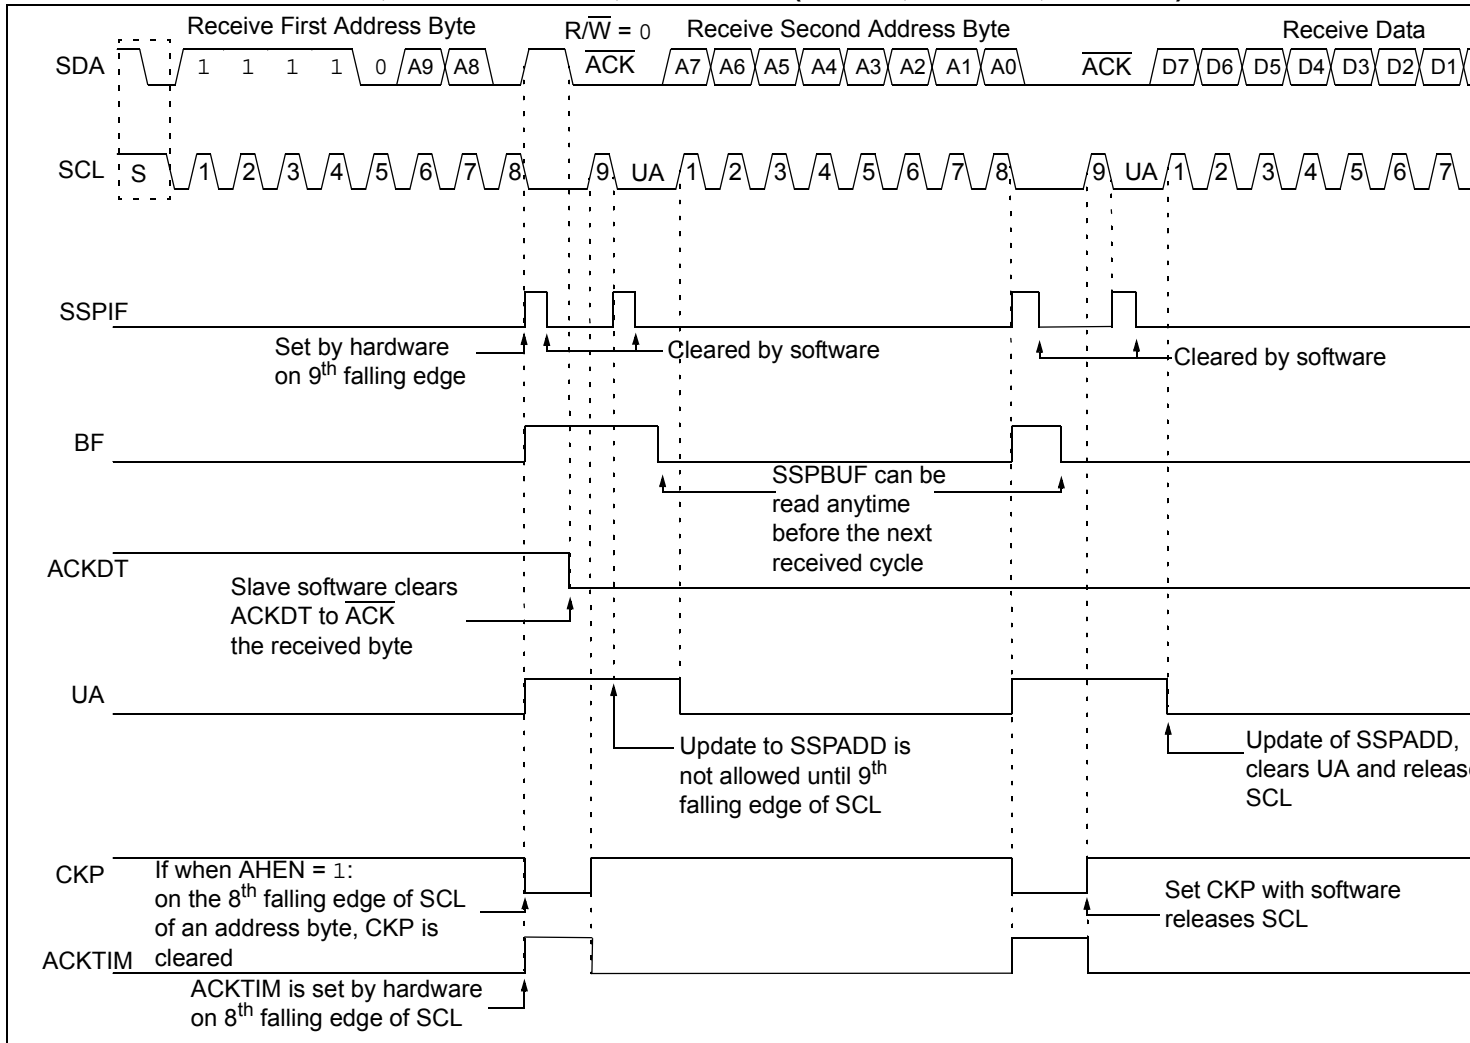 Receive First Address Byte
R/W = 0
Receive Second Address Byte
Receive Data
SDA
1 1 1 1 0 A9 A8
ACK
A7 A6 A5 A4 A3 A2 A1 A0
ACK
D7 D6 D5 D4 D3 D2 D1
SCL
S
1 2 3 4 5 6 7 8
9
UA
1 2 3 4 5 6 7 8
9
UA
1 2 3 4 5 6 7
SSPIF
Set by hardware
on 9th falling edge
Cleared by software
Cleared by software
BF
SSPBUF can be
read anytime
before the next
received cycle
ACKDT
Slave software clears
ACKDT to ACK
the received byte
UA
Update to SSPADD is
not allowed until 9th
falling edge of SCL
Update of SSPADD,
clears UA and release
SCL
CKP
If when AHEN = 1:
on the 8th falling edge of SCL
of an address byte, CKP is
cleared
Set CKP with software
releases SCL
ACKTIM
ACKTIM is set by hardware
on 8th falling edge of SCL